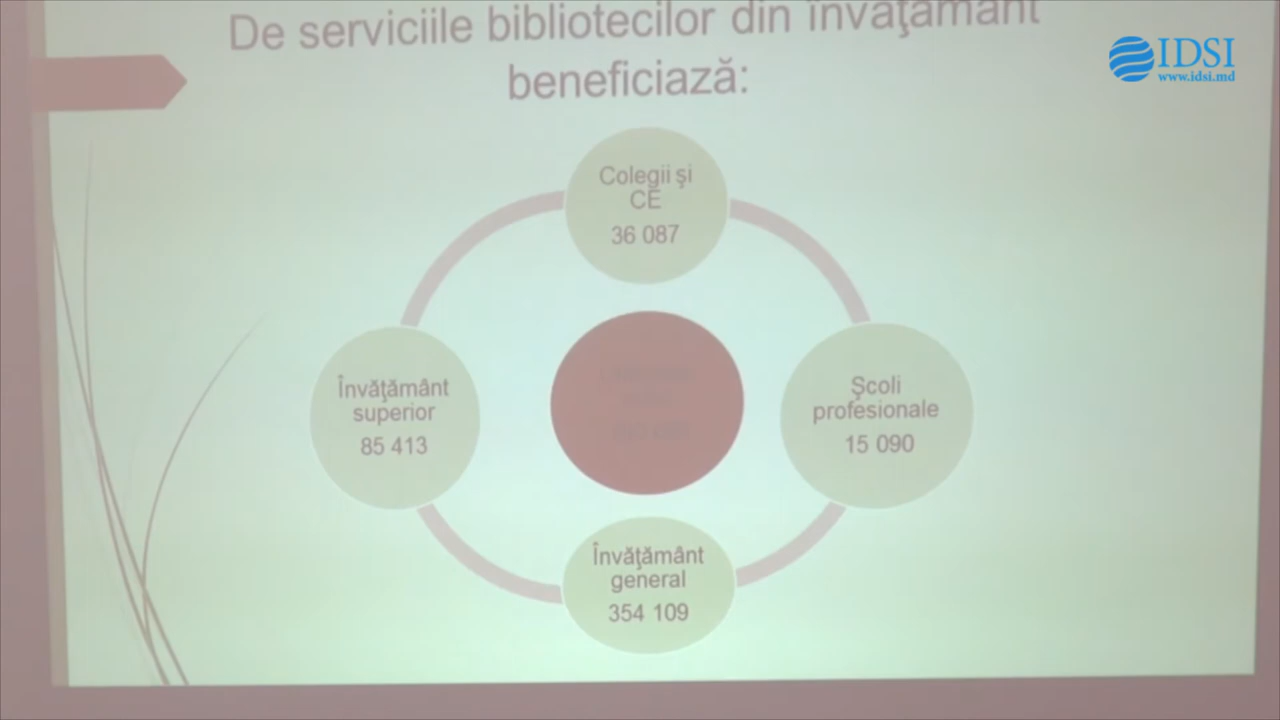 De serviciile bibliotecilor din învăţământ
beneficiază:
IDSI
www.idsi.md
Colegii şi
CE
36 087
Învăţământ
superior
85 413
Şcoli
profesionale
15 090
Învăţământ
general
354 109